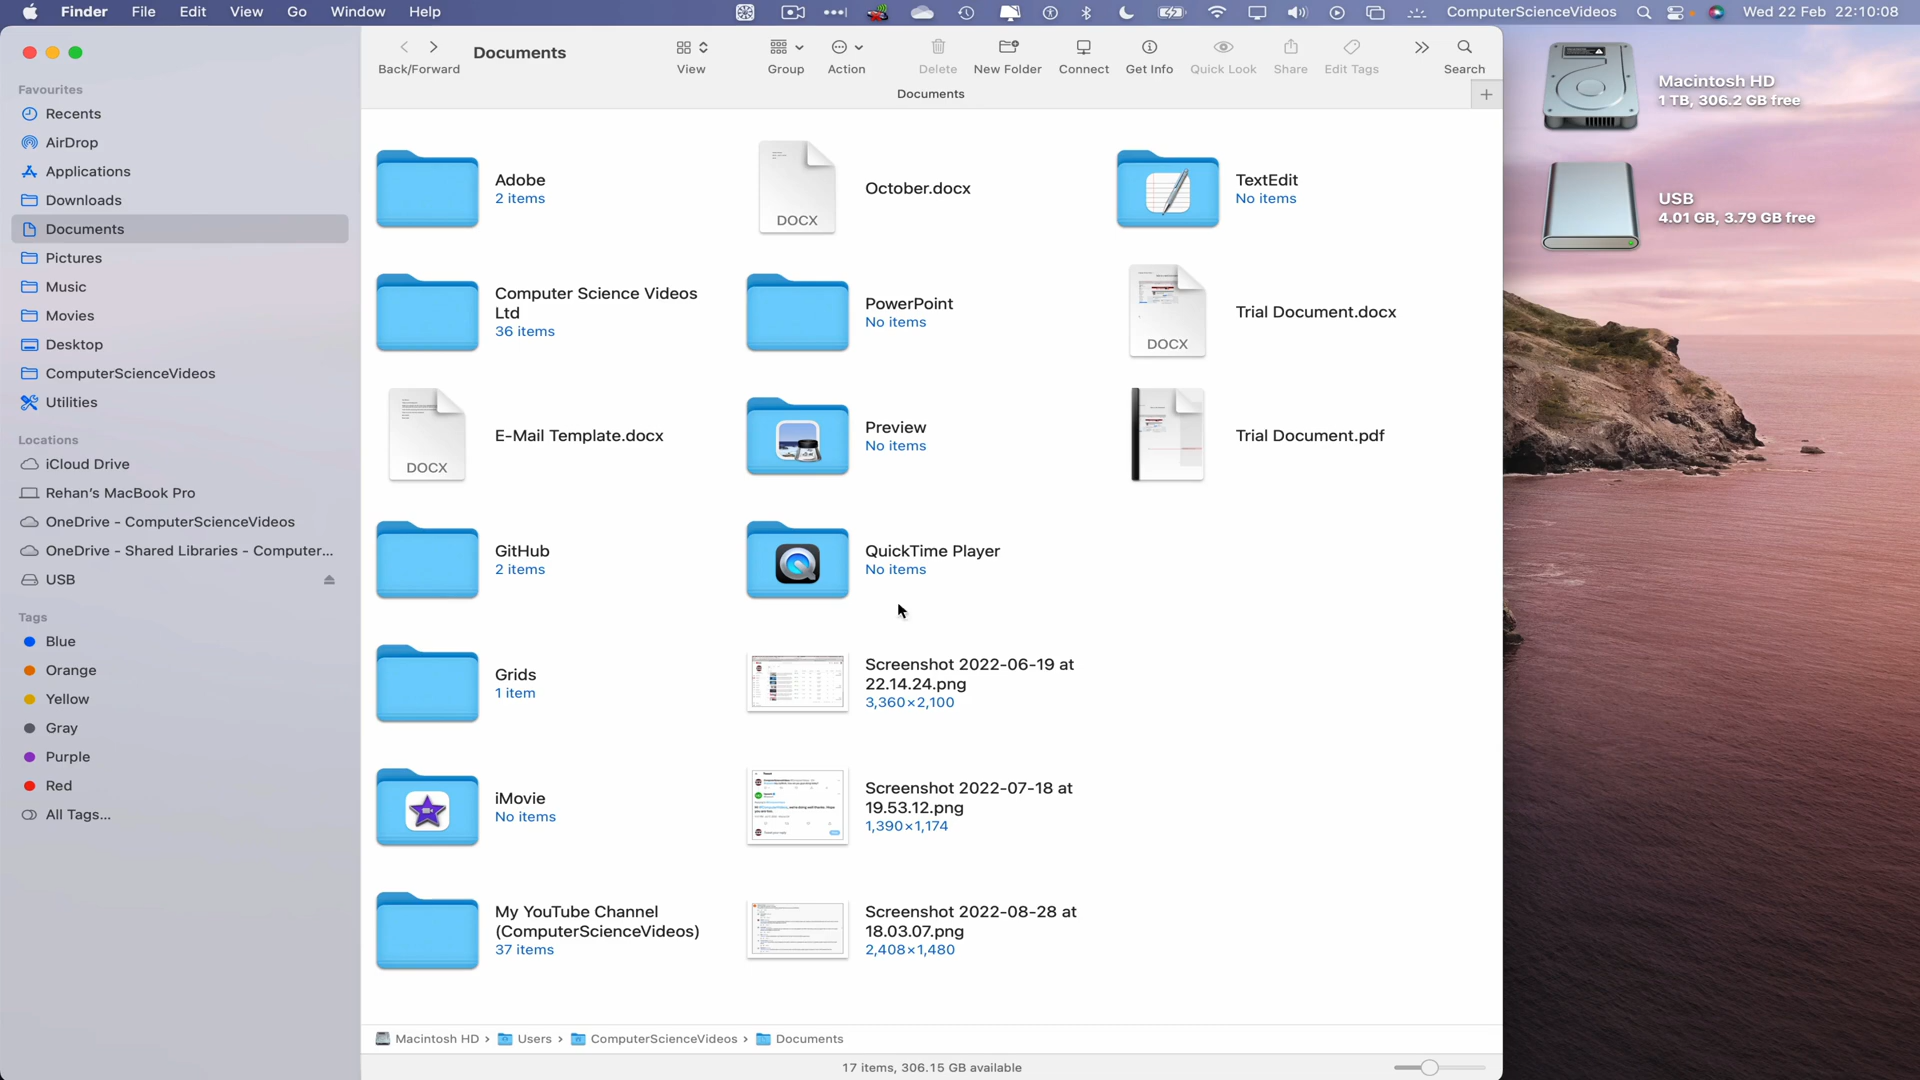 Finder File Edit View Go Window Help
ComputerScienceVideos
Wed 22 Feb 22:10:08
Documents
Back/Forward
View
Group
Action
Delete
New Folder
Connect
Get Info
Quick Look
Share
Edit Tags
Search
Documents
Favourites
Recents
AirDrop
Applications
Downloads
Documents
Pictures
Music
Movies
Desktop
ComputerScienceVideos
Utilities
Locations
iCloud Drive
Rehan's MacBook Pro
OneDrive - ComputerScienceVideos
OneDrive - Shared Libraries - Computer...
USB
Tags
Blue
Orange
Yellow
Gray
Purple
Red
All Tags...
Adobe
2 items
DOCX
October.docx
TextEdit
No items
Computer Science Videos
Ltd
36 items
PowerPoint
No items
DOCX
Trial Document.docx
DOCX
E-Mail Template.docx
Preview
No items
Trial Document.pdf
GitHub
2 items
QuickTime Player
No items
Grids
1 item
Screenshot 2022-06-19 at
22.14.24.png
3,360×2,100
iMovie
No items
Screenshot 2022-07-18 at
19.53.12.png
1,390×1,174
My YouTube Channel
(ComputerScienceVideos)
37 items
Screenshot 2022-08-28 at
18.03.07.png
2,408×1,480
Macintosh HD › Users › ComputerScienceVideos › Documents
17 items, 306.15 GB available
Macintosh HD
1 TB, 306.2 GB free
USB
4.01 GB, 3.79 GB free